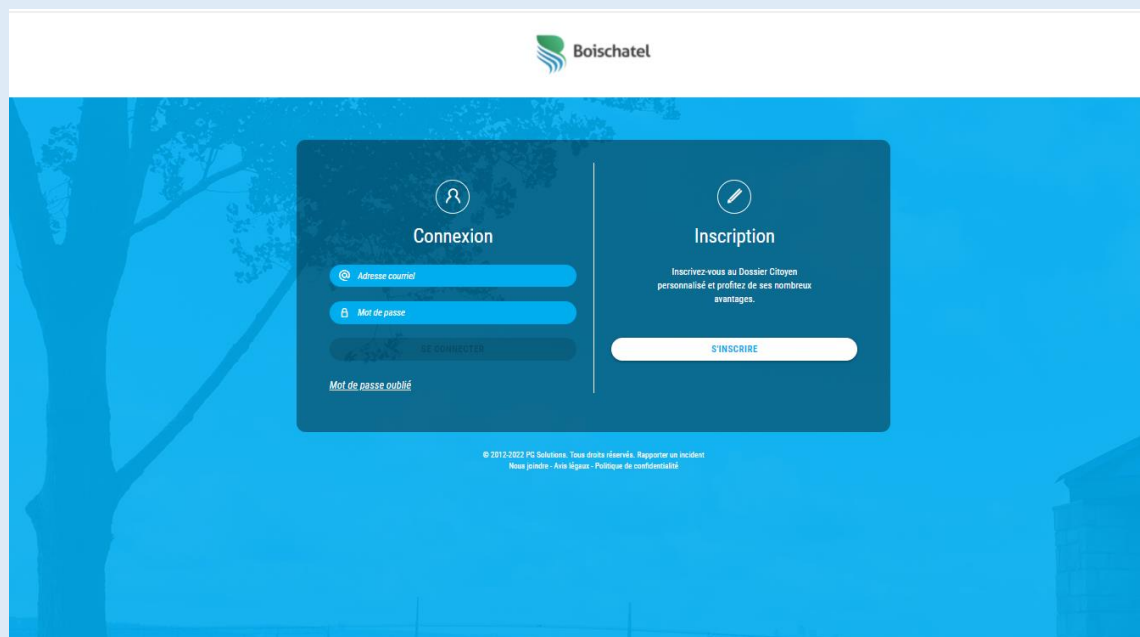 Boischatel
Connexion
Adresse courriel
Mot de passe
SE CONNECTER
Mot de passe oublié
Inscription
Inscrivez-vous au Dossier Citoyen
personnalisé et profitez de ses nombreux
avantages.
S'INSCRIRE
© 2012-2022 PG Solutions. Tous droits réservés. Rapporter un incident
Nous joindre - Avis légaux - Politique de confidentialité